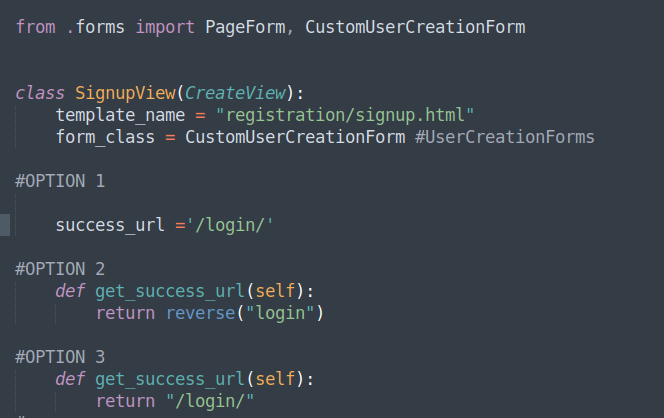 from .forms import PageForm, CustomUserCreationForm
class SignupView(CreateView):
template_name = "registration/signup.html"
form_class = CustomUserCreationForm #UserCreationForms
#OPTION 1
success_url ='/login/'
#OPTION 2
def get_success_url(self):
return reverse("login")
#OPTION 3
def get_success_url(self):
return "/login/"